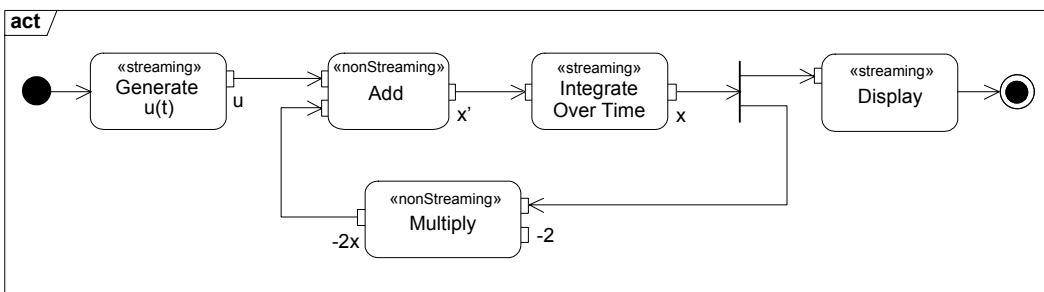 act
«streaming»
Generate
u(t)
u
«nonStreaming»
Add
x’
«streaming»
Integrate
Over Time
x
«streaming»
Display
«nonStreaming»
Multiply
-2x
-2